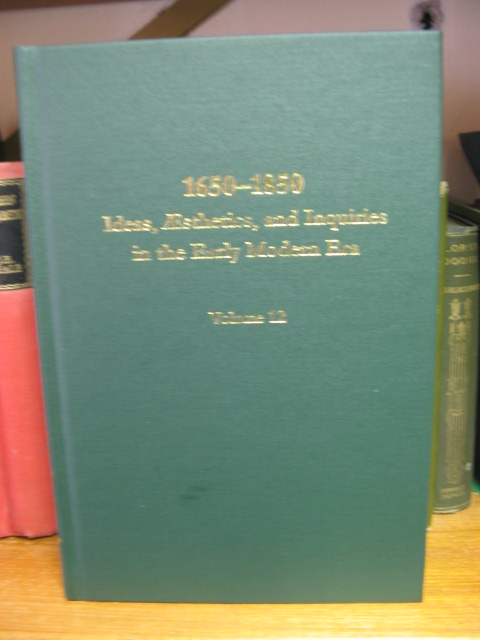 1650–1850
Ideas, Æsthetics, and Inquiries
in the Early Modern Era
Volume 12